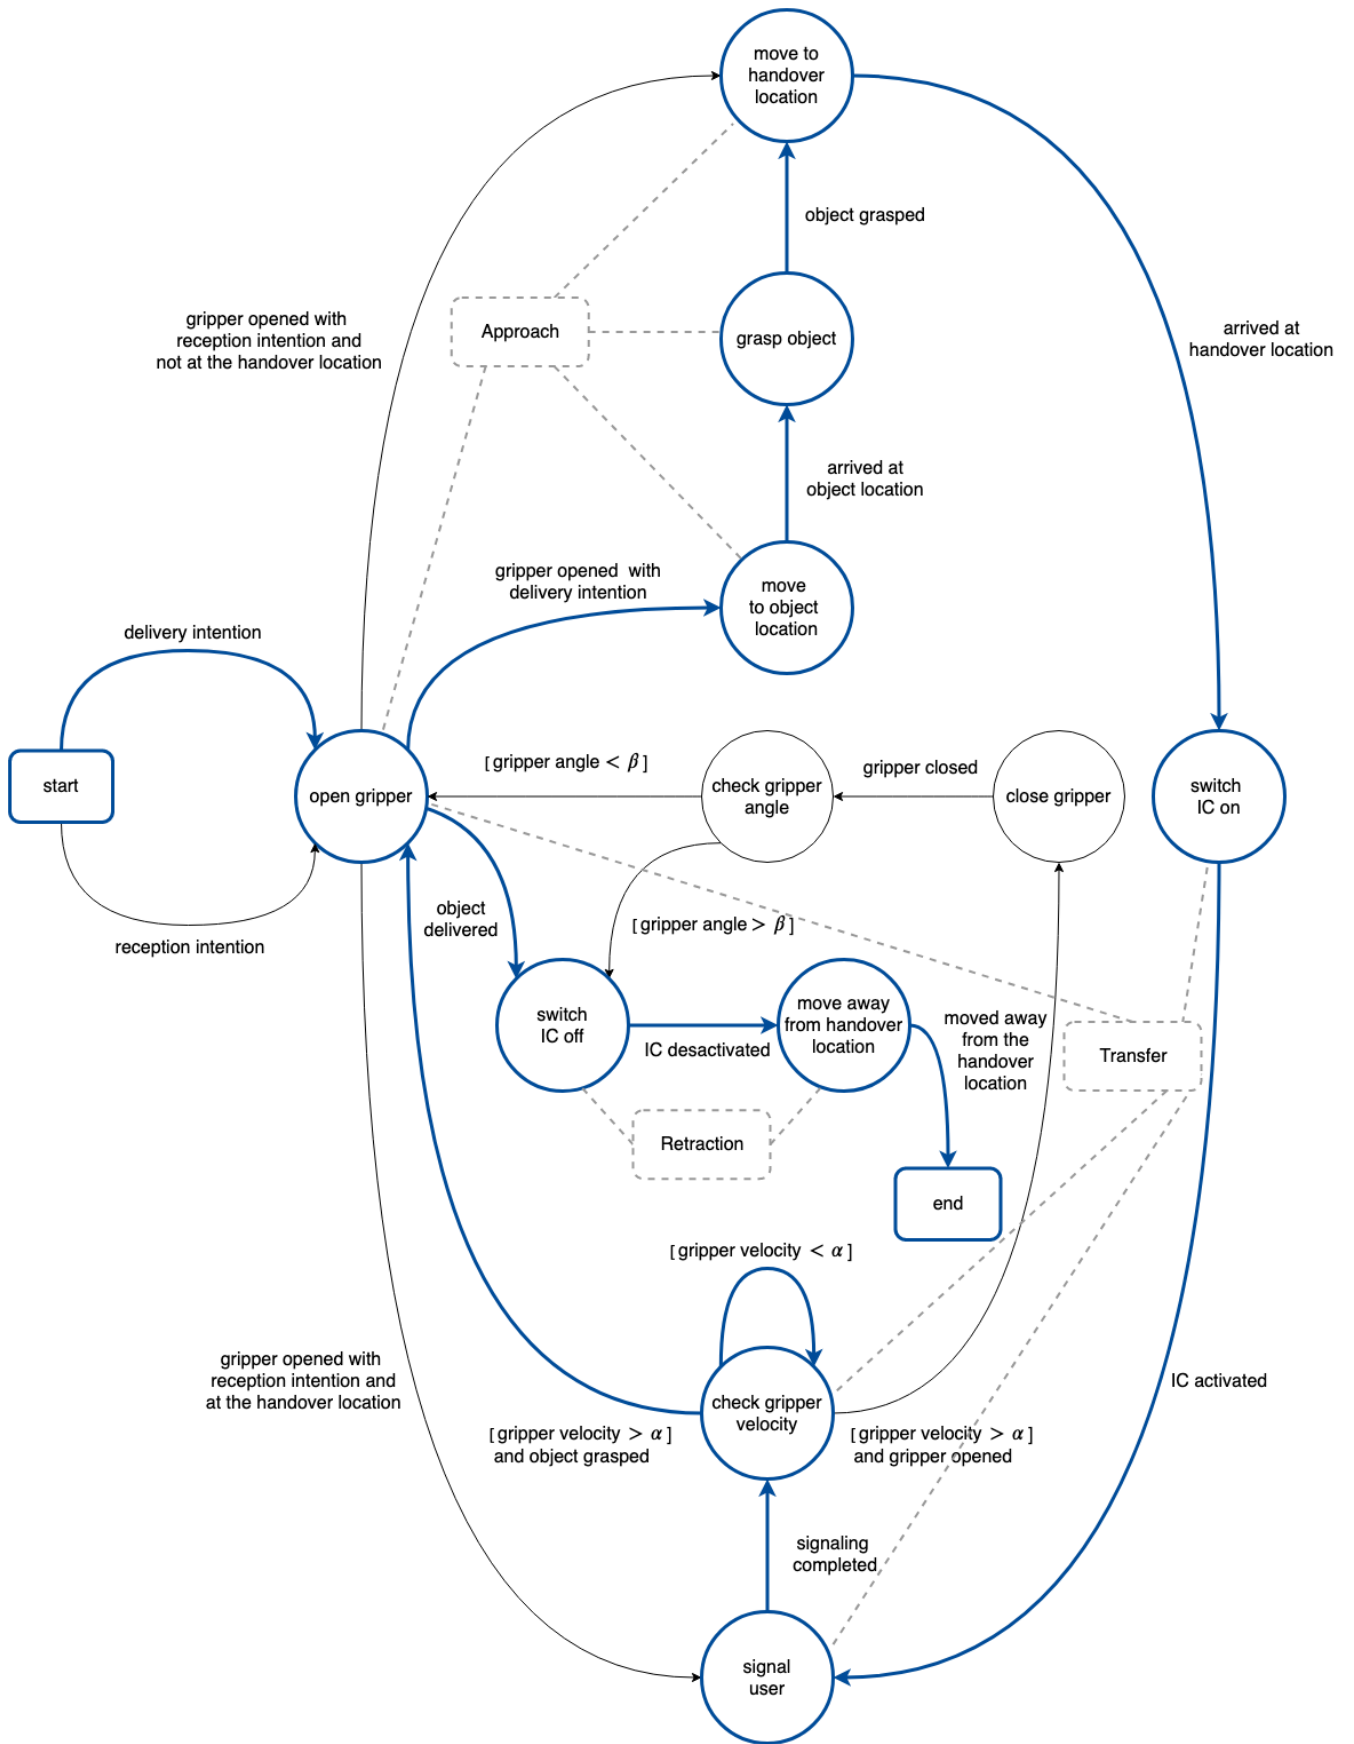 move to
handover
location
object grasped
gripper opened with
reception intention and
not at the handover location
Approach
grasp object
arrived at
handover location
arrived at
object location
gripper opened with
delivery intention
move
to object
location
delivery intention
start
open gripper
[ gripper angle < β ]
check gripper
angle
gripper closed
close gripper
switch
IC on
reception intention
object
delivered
[ gripper angle > β ]
switch
IC off
IC desactivated
move away
from handover
location
moved away
from the
handover
location
Transfer
Retraction
end
[ gripper velocity < α ]
gripper opened with
reception intention and
at the handover location
check gripper
velocity
IC activated
[ gripper velocity > α ]
and object grasped
[ gripper velocity > α ]
and gripper opened
signaling
completed
signal
user